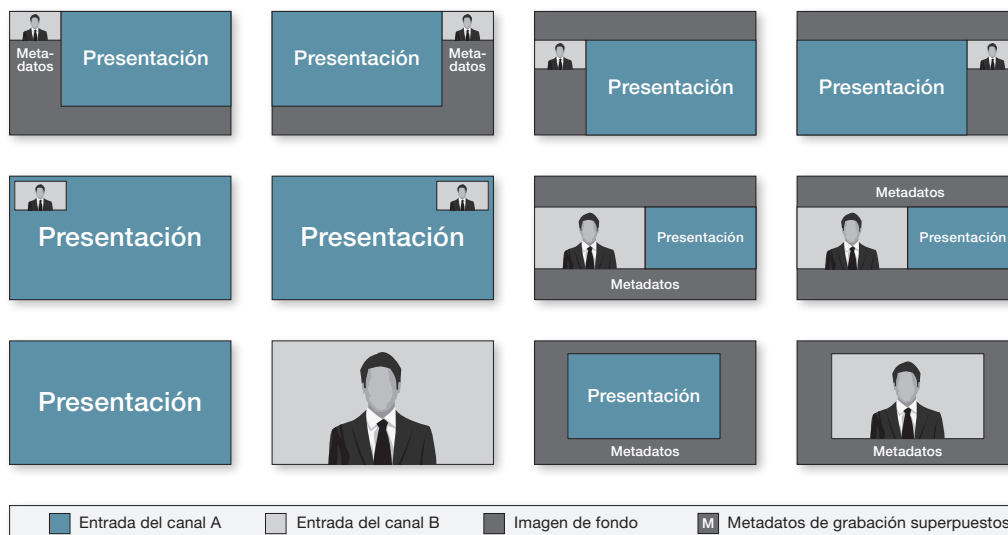 Meta-
datos
Presentación
Presentación
Meta-
datos
Presentación
Presentación
Presentación
Presentación
Presentación
Metadatos
Metadatos
Presentación
Presentación
Presentación
Metadatos
Metadatos
Entrada del canal A
Entrada del canal B
Imagen de fondo
M Metadatos de grabación superpuestos